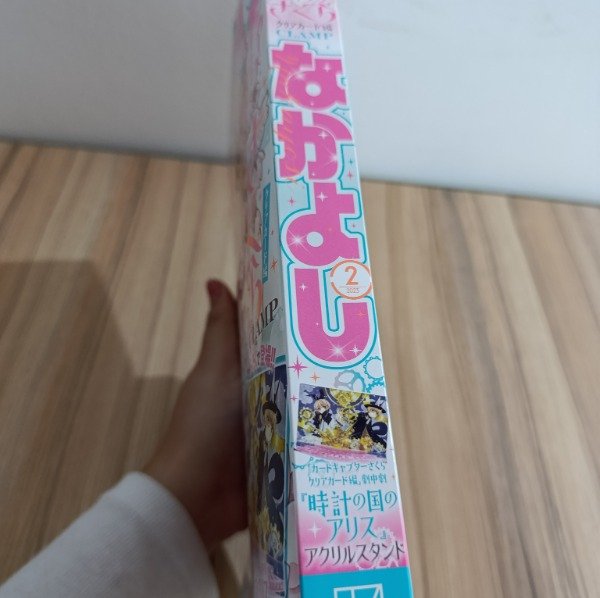 さくら
クリアカード編
CLAMP
なかよし
2
2025
「カードキャプターさくら
クリアカード編」劇中劇
『時計の国の
アリス』
アクリルスタンド